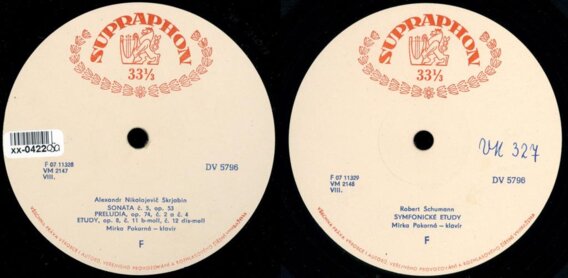 SUPRAPHON
33⅓
xx-0422
F 07 11328
VM 2147
VIII.
DV 5796
Alexandr Nikolajevič Skrjabin
SONATA č. 5, op. 53
PRELUDIA, op. 74, č. 2 a č. 4
ETUDY, op. 8, č. 11 b-moll, č. 12 dis-moll
Mirka Pokorná – klavír
F
SUPRAPHON
33⅓
VK 327
F 07 11329
VM 2148
VIII.
DV 5796
Robert Schumann
SYMFONICKÉ ETUDY
Mirka Pokorná – klavír
F